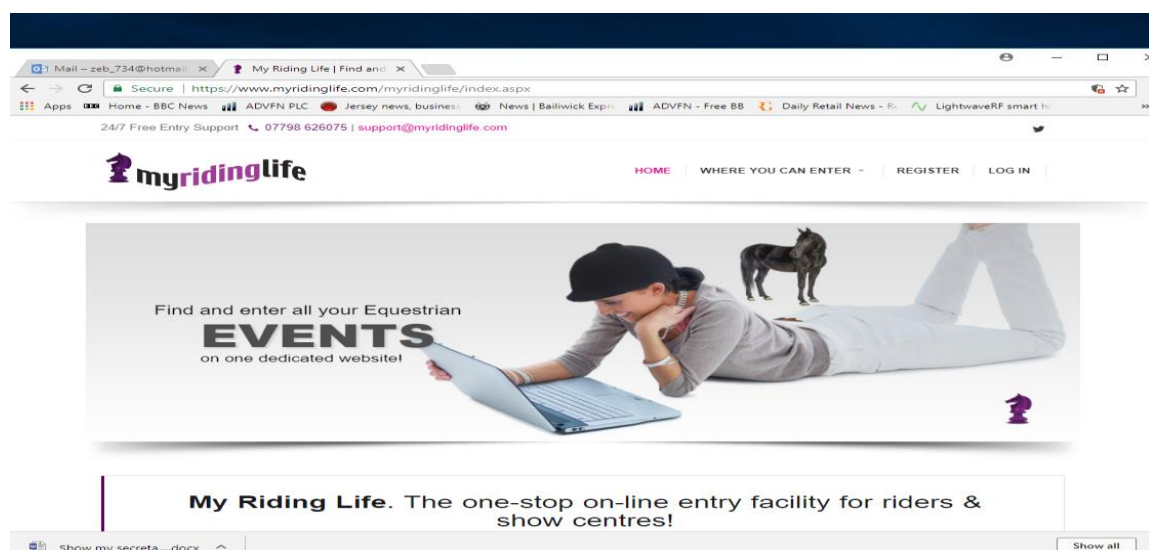 Mail – zeb_734@hotmail
My Riding Life | Find and
Secure | https://www.myridinglife.com/myridinglife/index.aspx
Apps Home - BBC News ADVFN PLC Jersey news, business News | Bailiwick Expr ADVFN - Free BB Daily Retail News - R LightwaveRF smart h
24/7 Free Entry Support 07798 626075 | support@myridinglife.com
myridinglife
HOME WHERE YOU CAN ENTER REGISTER LOG IN
Find and enter all your Equestrian
EVENTS
on one dedicated website!
My Riding Life. The one-stop on-line entry facility for riders &
show centres!
Show my secreta....docx
Show all